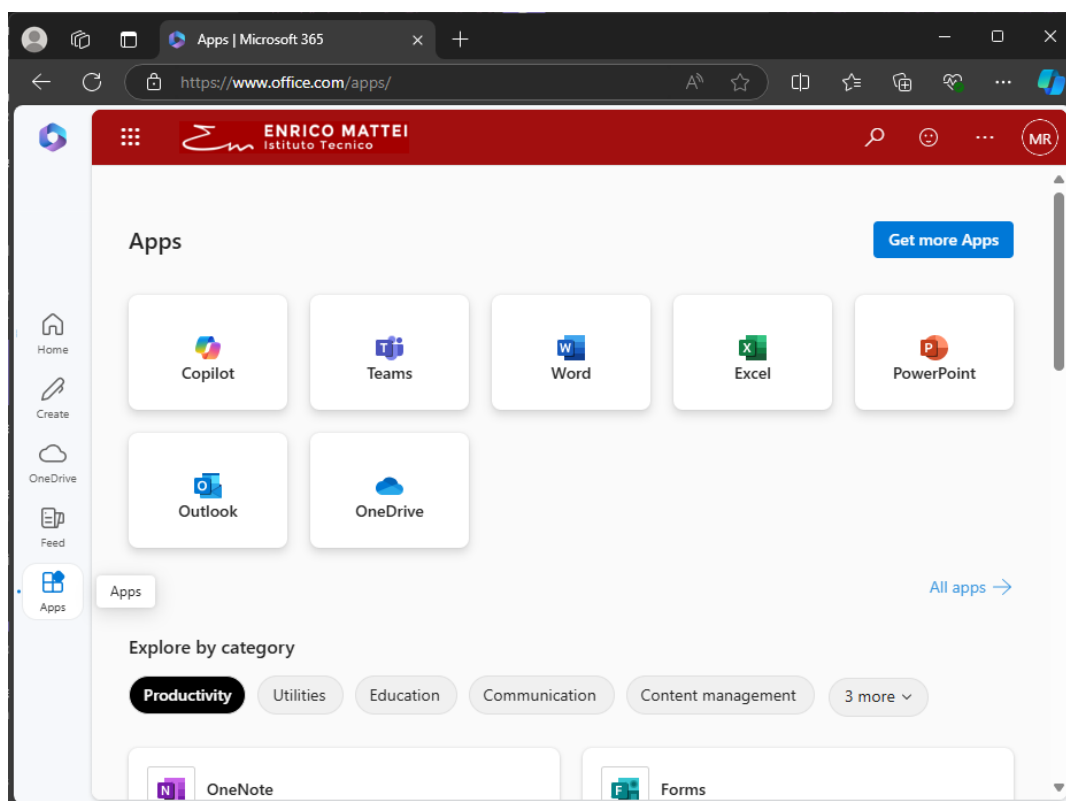 Apps | Microsoft 365
https://www.office.com/apps/
ENRICO MATTEI
Istituto Tecnico
MR
Apps
Get more Apps
Home
Create
OneDrive
Feed
Apps
Copilot
Teams
Word
Excel
PowerPoint
Outlook
OneDrive
Apps
All apps
Explore by category
Productivity
Utilities
Education
Communication
Content management
3 more
OneNote
Forms